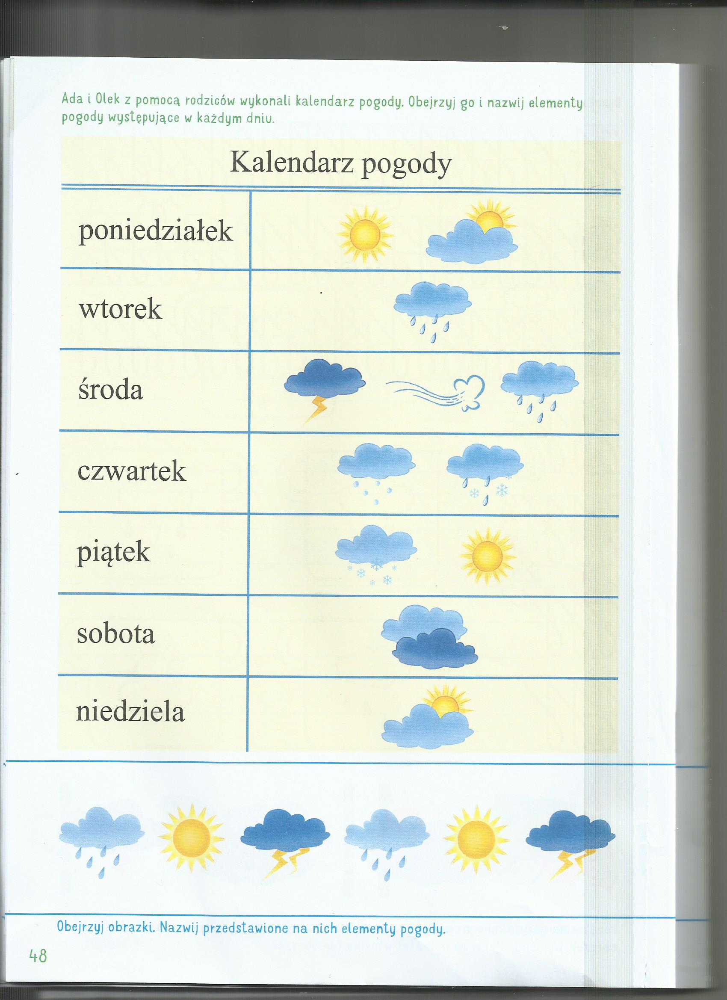 Ada i Olek z pomocą rodziców wykonali kalendarz pogody. Obejrzyj go i nazwij elementy
pogody występujące w każdym dniu.
Kalendarz pogody
poniedziałek
wtorek
środa
czwartek
piątek
sobota
niedziela
Obejrzyj obrazki. Nazwij przedstawione na nich elementy pogody.
48